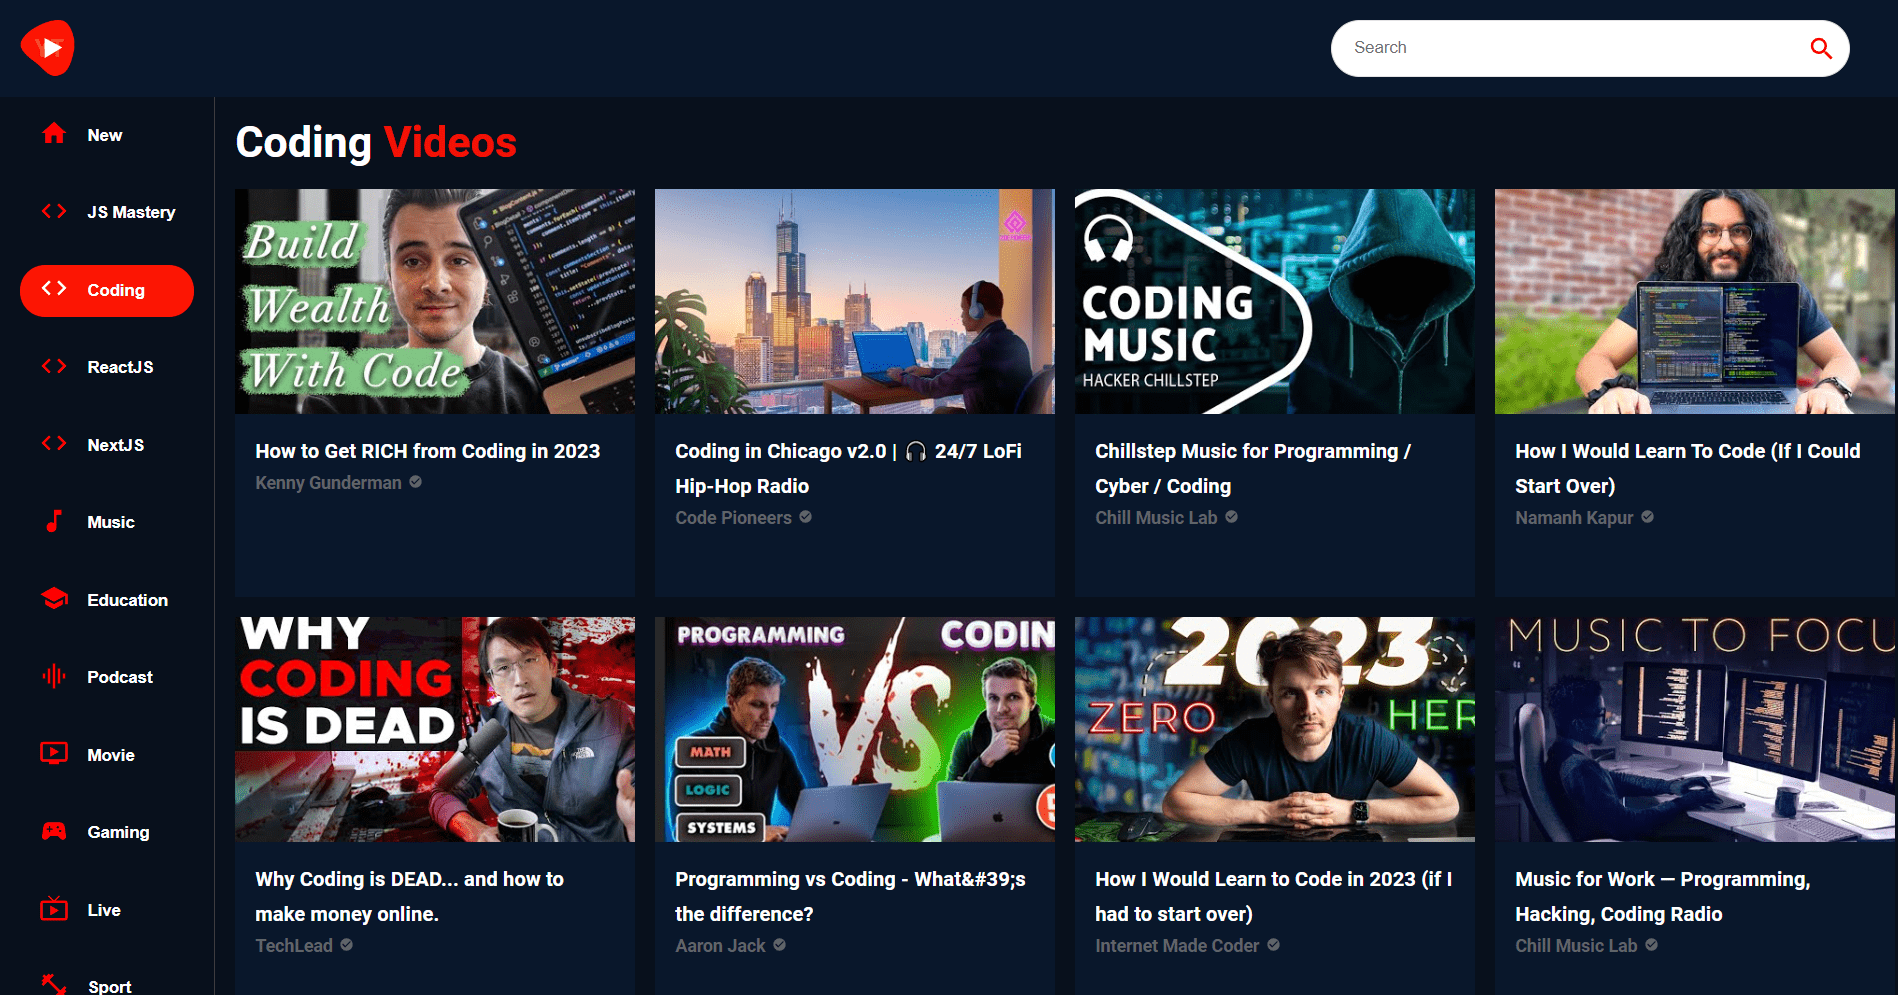 YT
Search
New
JS Mastery
Coding
ReactJS
NextJS
Music
Education
Podcast
Movie
Gaming
Live
Sport
Coding Videos
Build
Wealth
With Code
How to Get RICH from Coding in 2023
Kenny Gunderman
Coding in Chicago v2.0 | 🎧 24/7 LoFi
Hip-Hop Radio
Code Pioneers
CODING
MUSIC
HACKER CHILLSTEP
Chillstep Music for Programming /
Cyber / Coding
Chill Music Lab
How I Would Learn To Code (If I Could
Start Over)
Namanh Kapur
WHY
CODING
IS DEAD
Why Coding is DEAD... and how to
make money online.
TechLead
PROGRAMMING
CODIN
VS
MATH
LOGIC
SYSTEMS
Programming vs Coding - What&#39;s
the difference?
Aaron Jack
2023
ZERO
HER
How I Would Learn to Code in 2023 (if I
had to start over)
Internet Made Coder
MUSIC TO FOCU
Music for Work — Programming,
Hacking, Coding Radio
Chill Music Lab